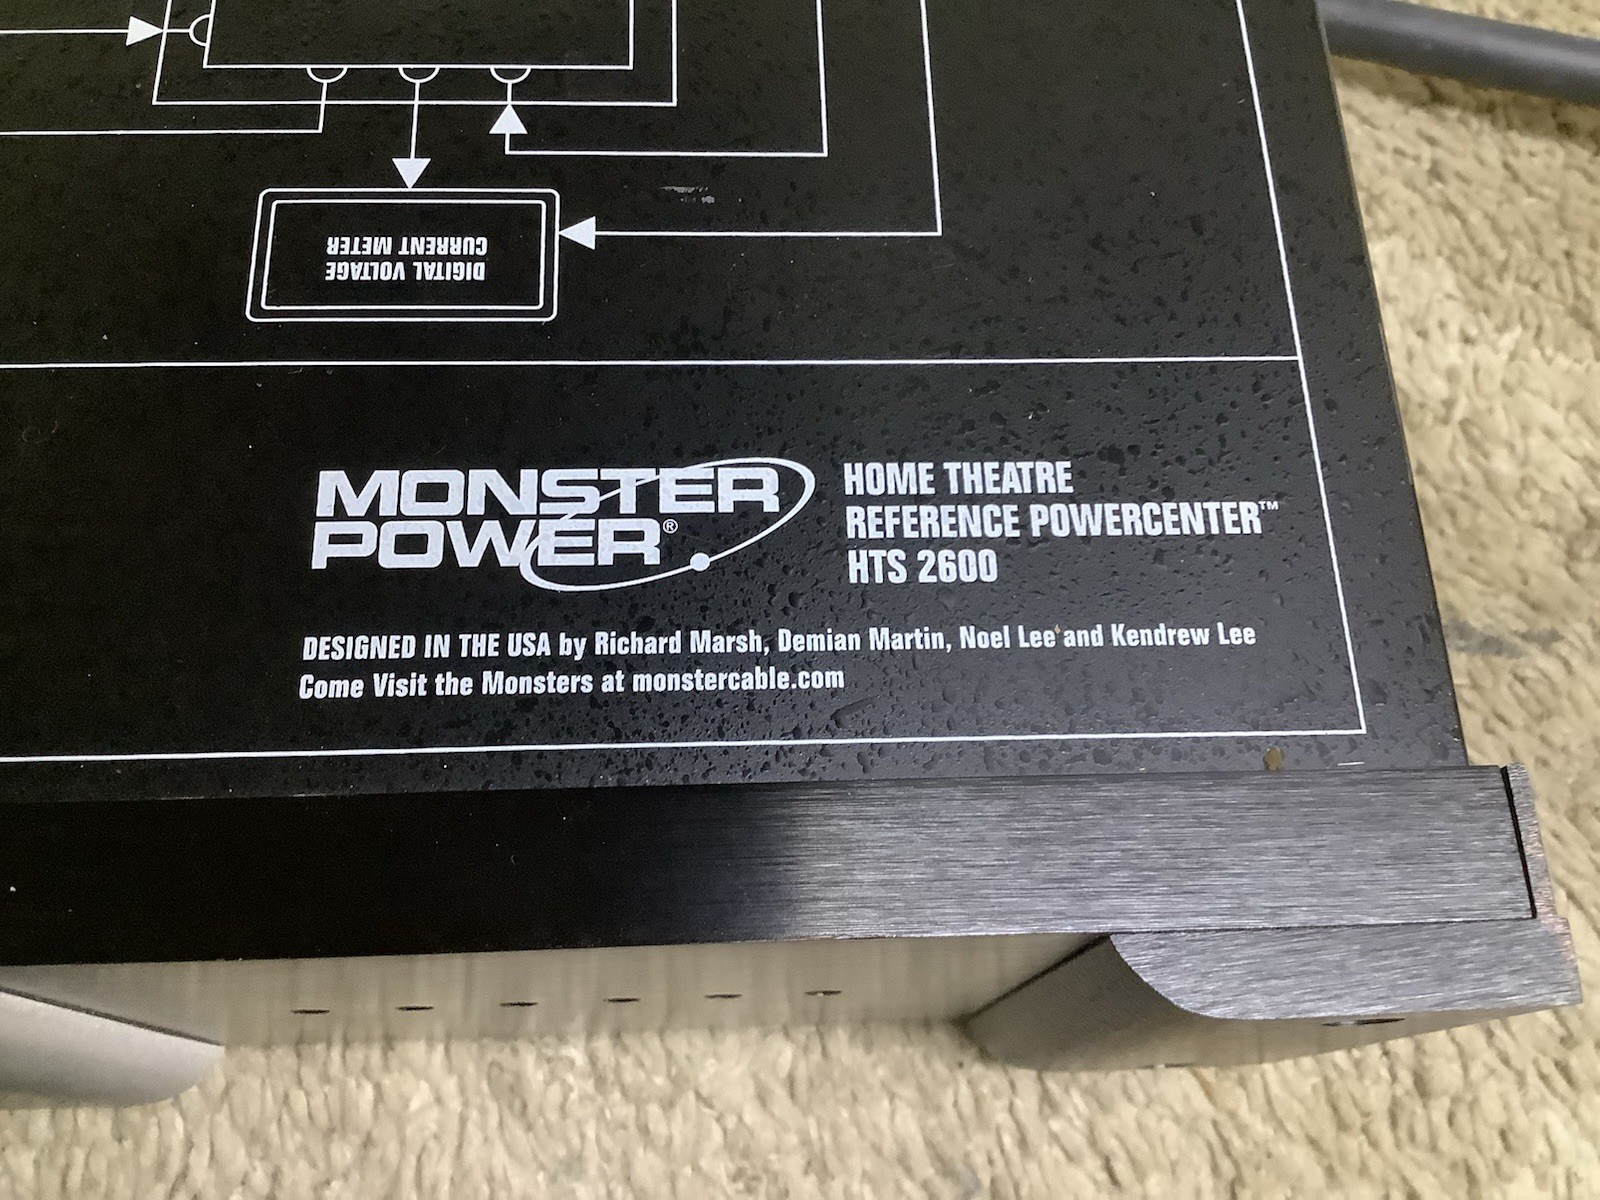 DIGITAL VOLTAGE
CURRENT METER
MONSTER
POWER®
HOME THEATRE
REFERENCE POWERCENTER™
HTS 2600
DESIGNED IN THE USA by Richard Marsh, Demian Martin, Noel Lee and Kendrew Lee
Come Visit the Monsters at monstercable.com